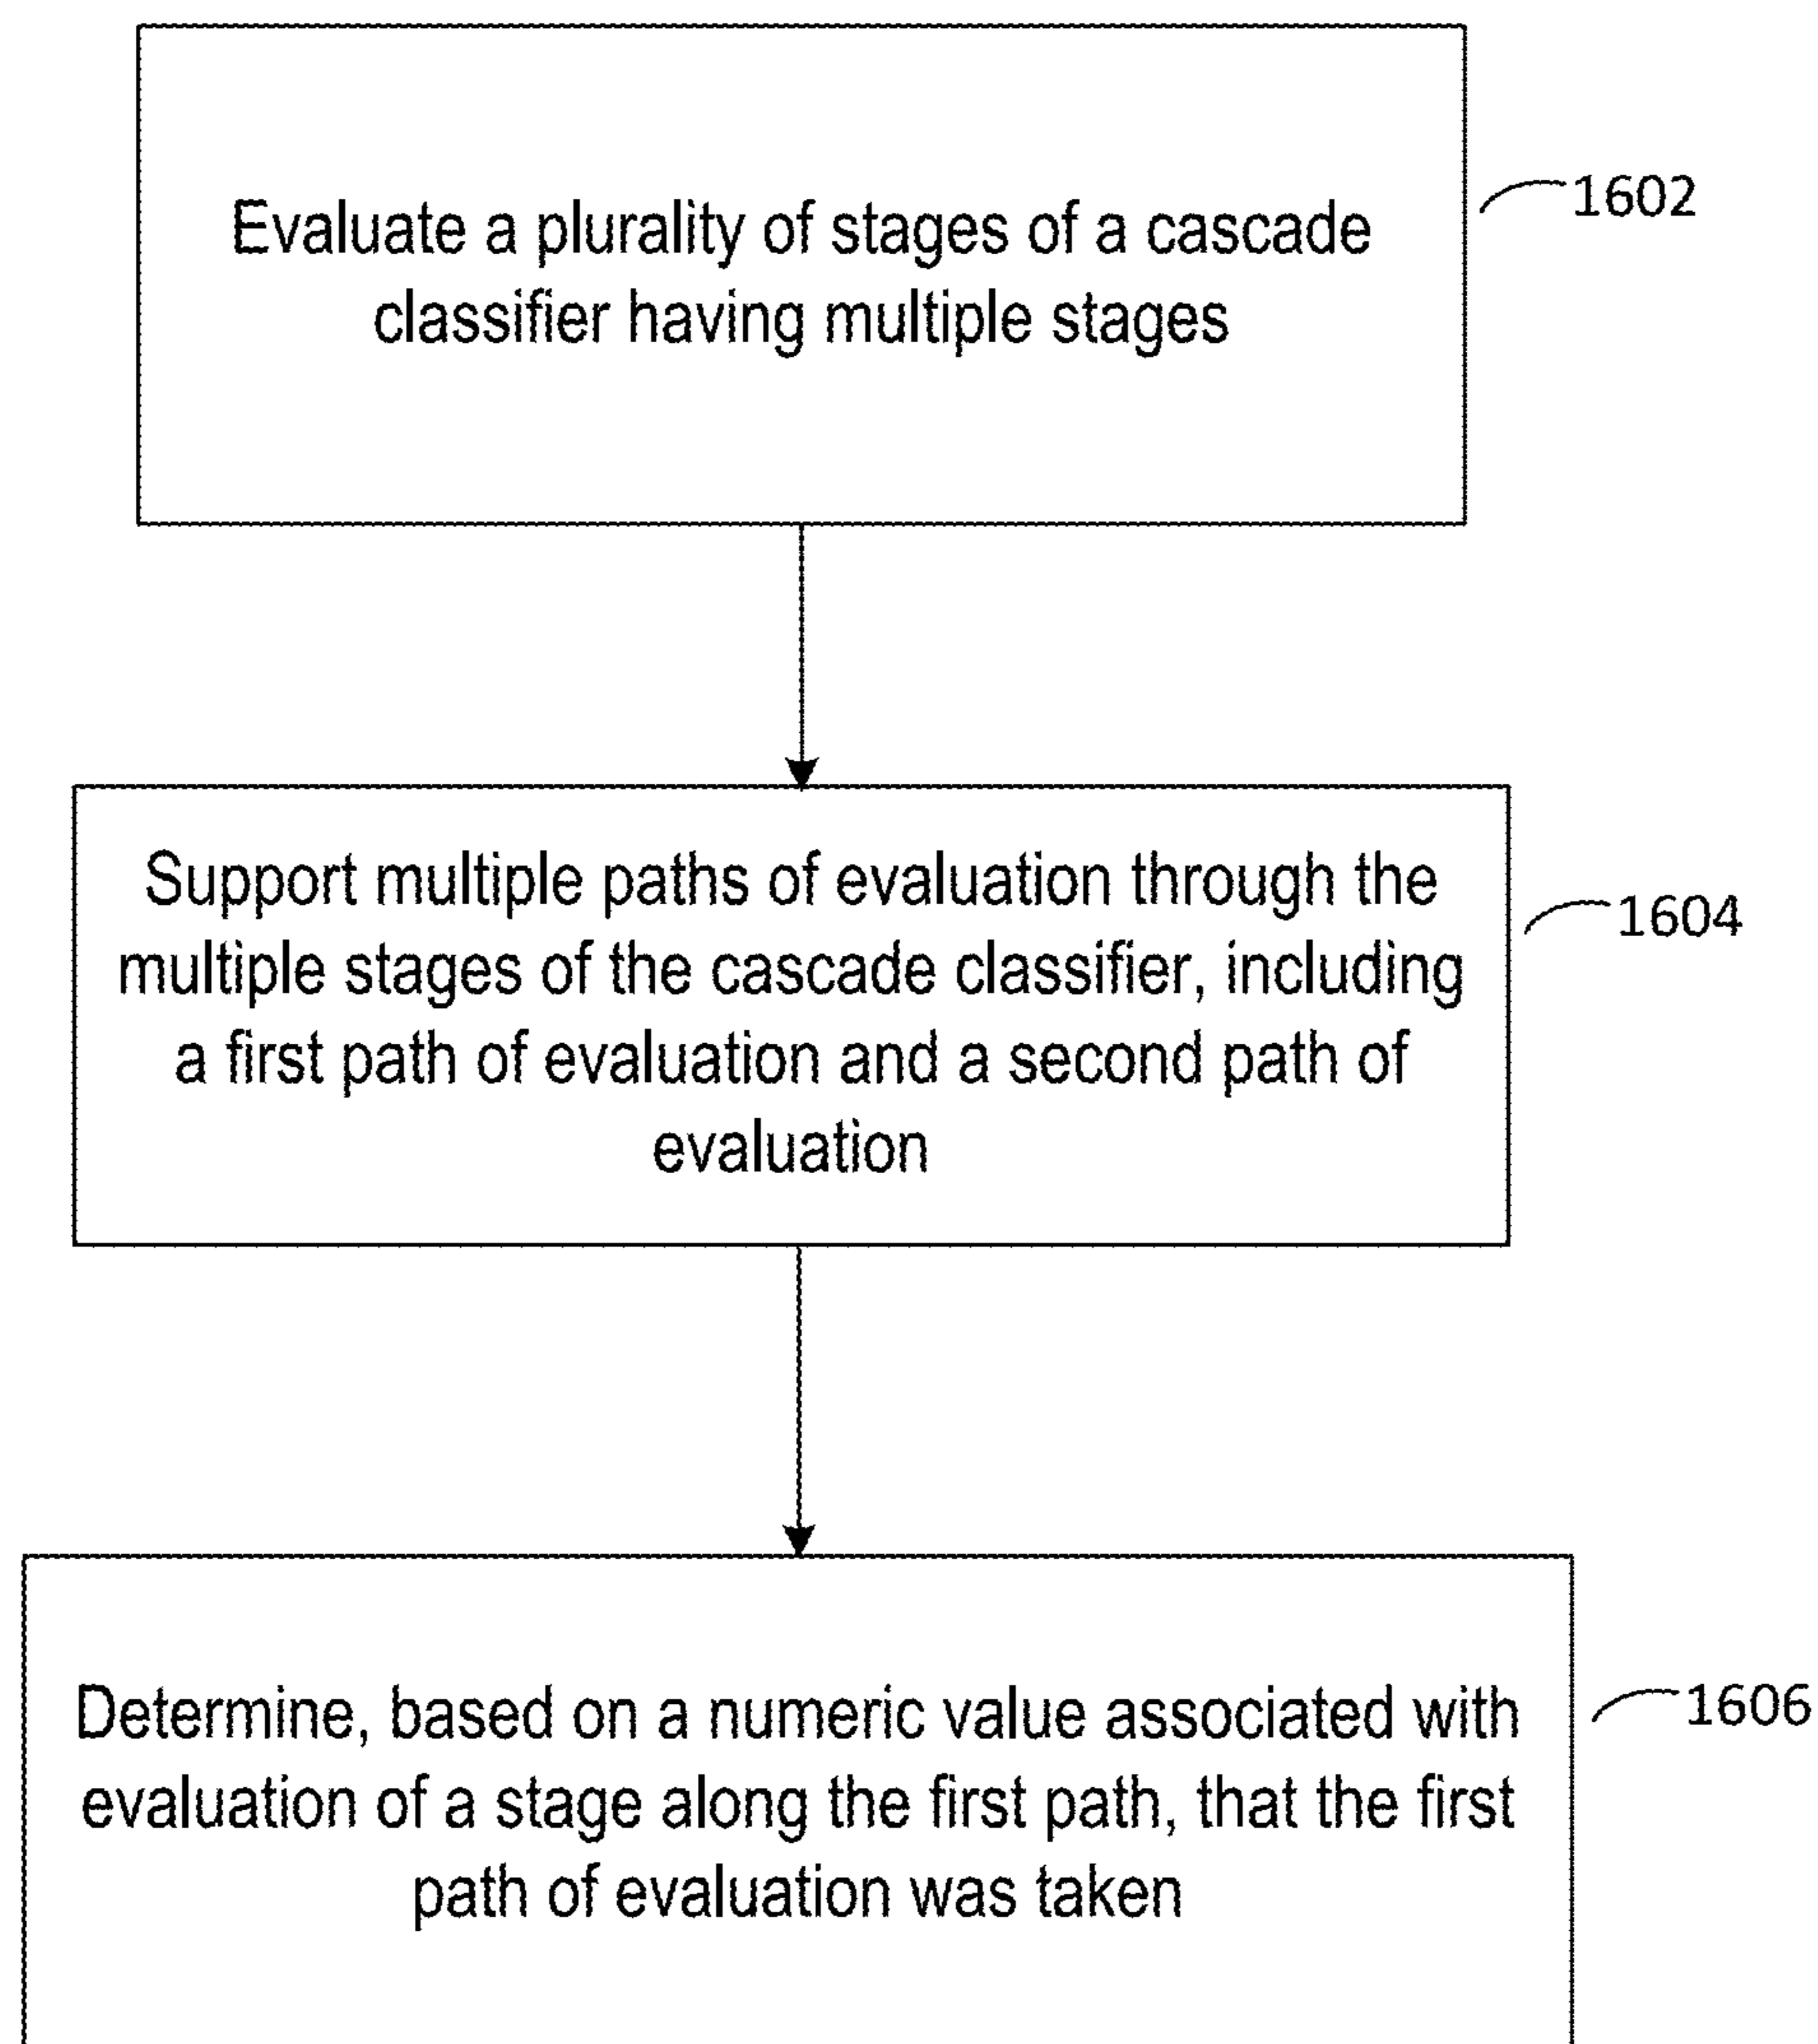 Evaluate a plurality of stages of a cascade
classifier having multiple stages
1602
Support multiple paths of evaluation through the
multiple stages of the cascade classifier, including
a first path of evaluation and a second path of
evaluation
1604
Determine, based on a numeric value associated with
evaluation of a stage along the first path, that the first
path of evaluation was taken
1606